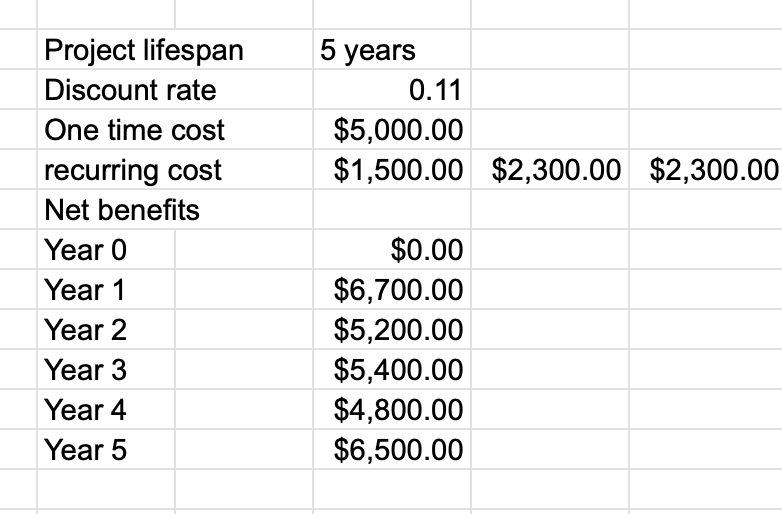 Project lifespan 5 years
Discount rate 0.11
One time cost $5,000.00
recurring cost $1,500.00 $2,300.00 $2,300.00
Net benefits
Year 0 $0.00
Year 1 $6,700.00
Year 2 $5,200.00
Year 3 $5,400.00
Year 4 $4,800.00
Year 5 $6,500.00